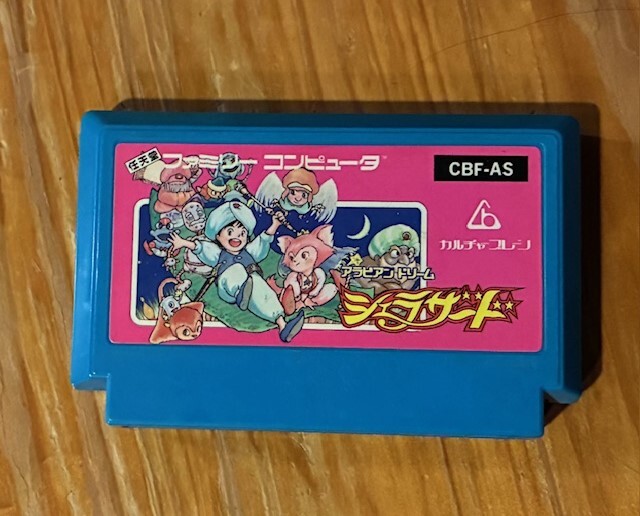 任天堂
ファミリー コンピュータ™
CBF-AS
カルチャーブレーン
アラビアンドリーム
シェラザード